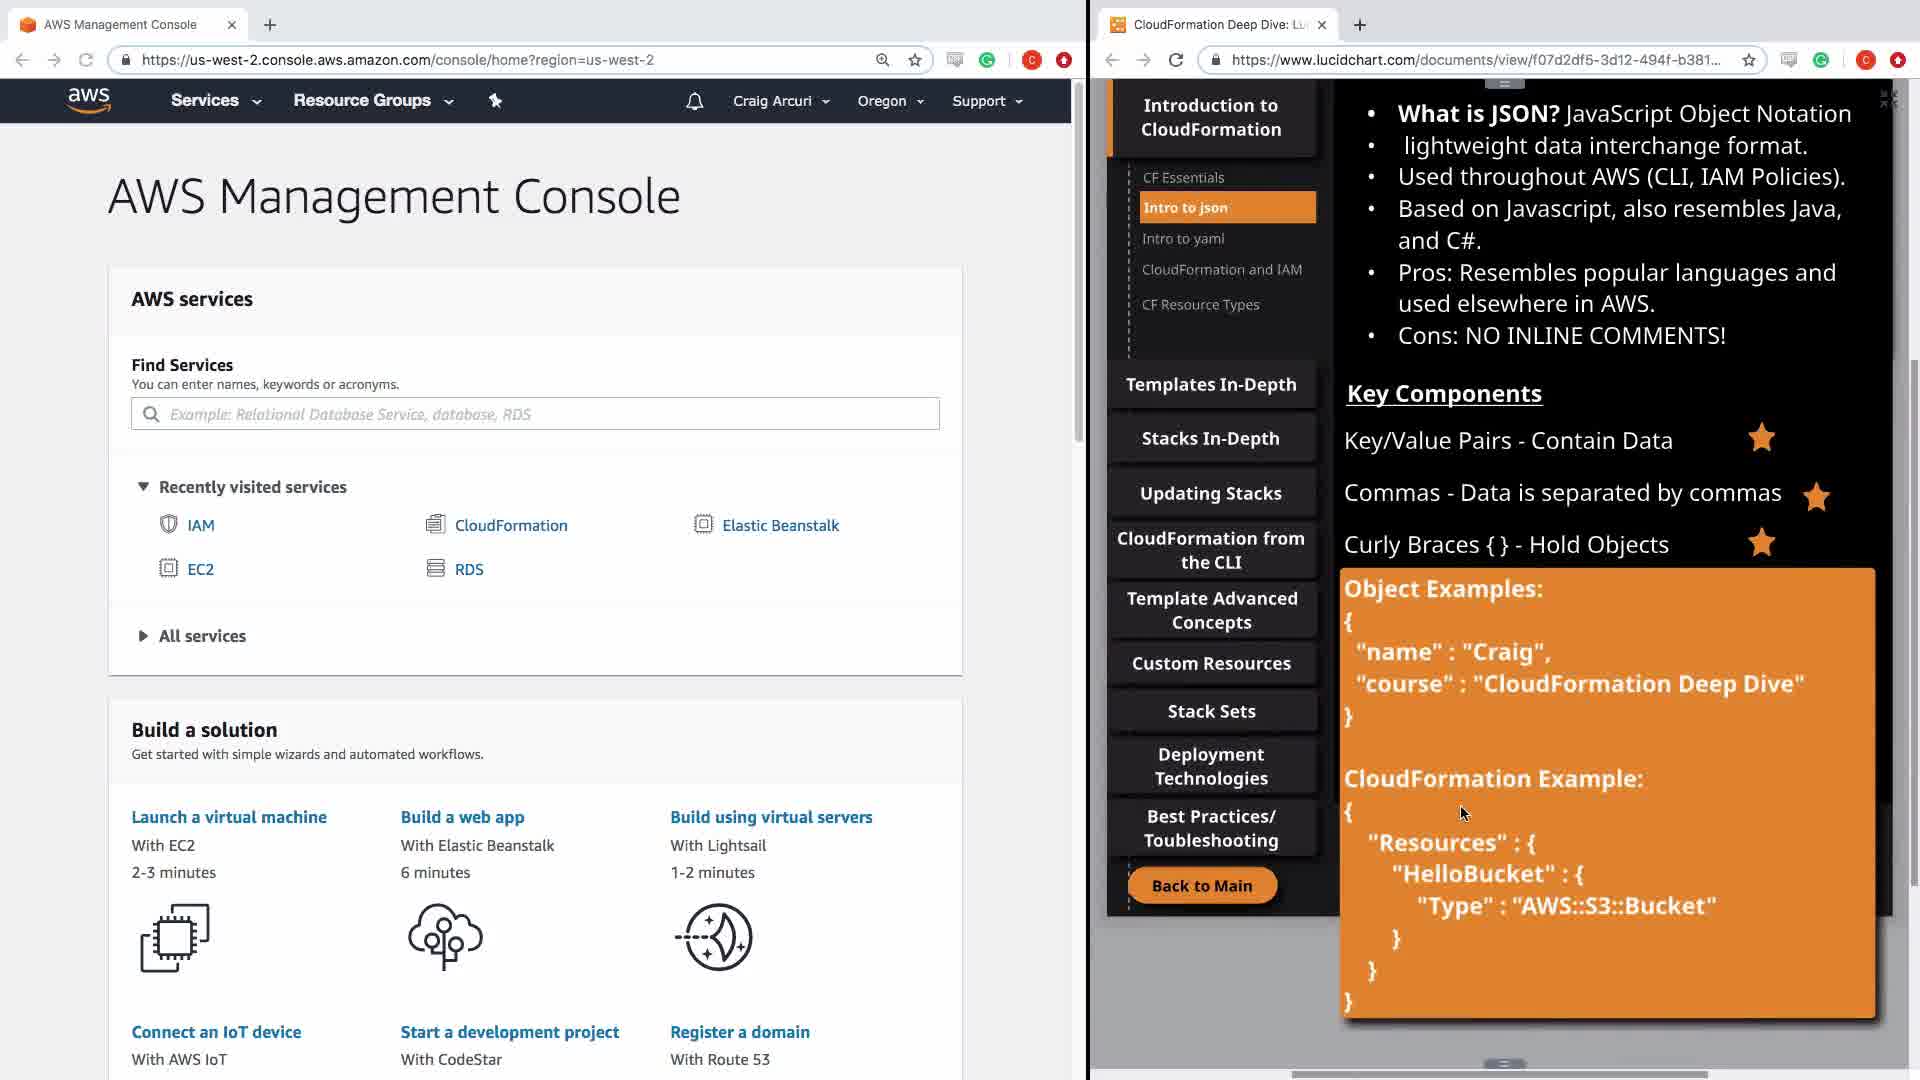 AWS Management Console
https://us-west-2.console.aws.amazon.com/console/home?region=us-west-2
C
aws
Services
Resource Groups
Craig Arcuri
Oregon
Support
AWS Management Console
AWS services
Find Services
You can enter names, keywords or acronyms.
Example: Relational Database Service, database, RDS
Recently visited services
IAM
CloudFormation
Elastic Beanstalk
EC2
RDS
All services
Build a solution
Get started with simple wizards and automated workflows.
Launch a virtual machine
With EC2
2-3 minutes
Build a web app
With Elastic Beanstalk
6 minutes
Build using virtual servers
With Lightsail
1-2 minutes
Connect an IoT device
With AWS IoT
Start a development project
With CodeStar
Register a domain
With Route 53
CloudFormation Deep Dive: Lu
https://www.lucidchart.com/documents/view/f07d2df5-3d12-494f-b381...
C
Introduction to
CloudFormation
CF Essentials
Intro to json
Intro to yaml
CloudFormation and IAM
CF Resource Types
Templates In-Depth
Stacks In-Depth
Updating Stacks
CloudFormation from
the CLI
Template Advanced
Concepts
Custom Resources
Stack Sets
Deployment
Technologies
Best Practices/
Toubleshooting
Back to Main
• What is JSON? JavaScript Object Notation
• lightweight data interchange format.
• Used throughout AWS (CLI, IAM Policies).
• Based on Javascript, also resembles Java,
and C#.
• Pros: Resembles popular languages and
used elsewhere in AWS.
• Cons: NO INLINE COMMENTS!
Key Components
Key/Value Pairs - Contain Data
Commas - Data is separated by commas
Curly Braces { } - Hold Objects
Object Examples:
{
"name" : "Craig",
"course" : "CloudFormation Deep Dive"
}
CloudFormation Example:
{
"Resources" : {
"HelloBucket" : {
"Type" : "AWS::S3::Bucket"
}
}
}